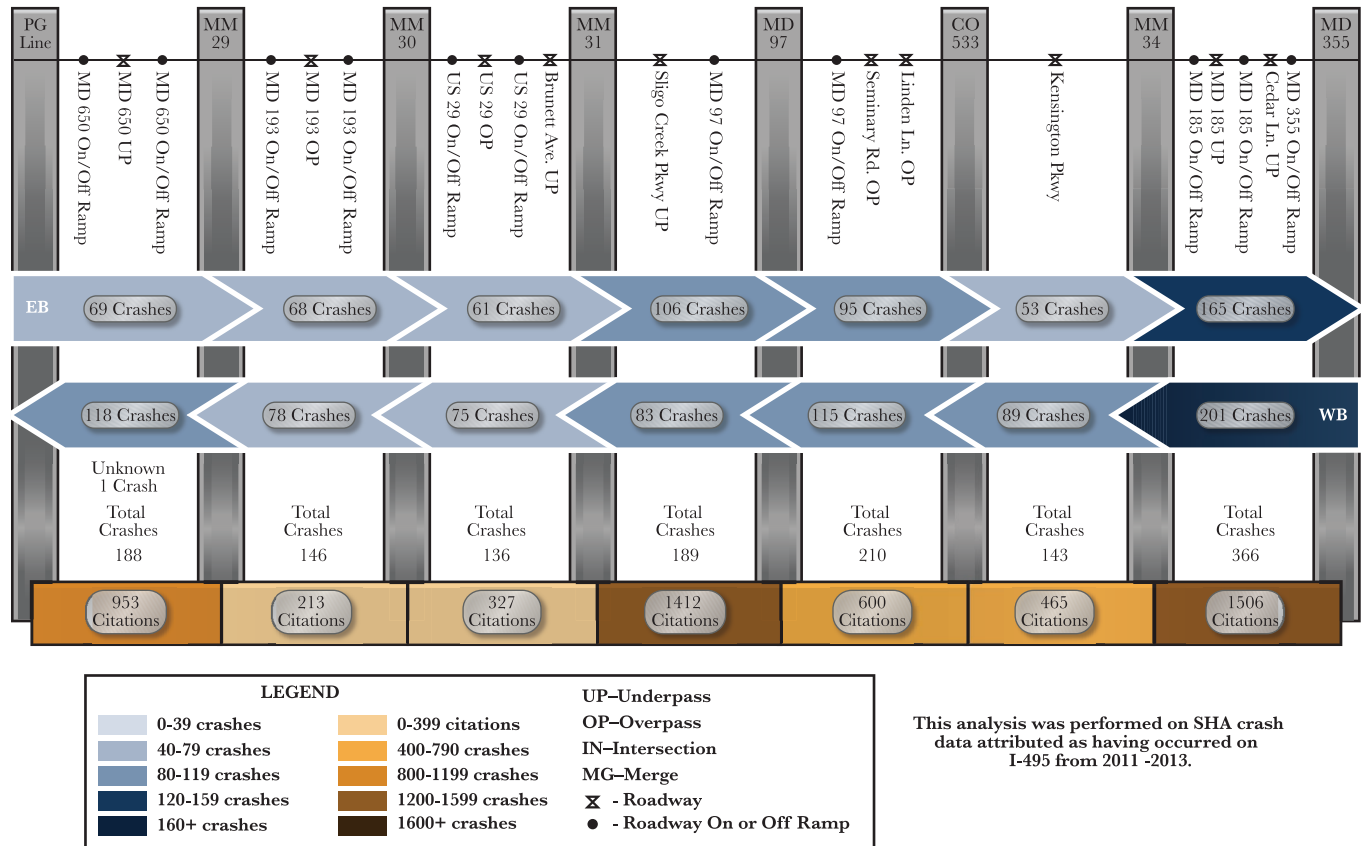 PG
Line
MM
29
MM
30
MM
31
MD
97
CO
533
MM
34
MD
355
MD 650 On/Off Ramp
MD 650 UP
MD 650 On/Off Ramp
MD 193 On/Off Ramp
MD 193 OP
MD 193 On/Off Ramp
US 29 On/Off Ramp
US 29 OP
US 29 On/Off Ramp
Brunett Ave. UP
Sligo Creek Pkwy UP
MD 97 On/Off Ramp
MD 97 On/Off Ramp
Seminary Rd. OP
Linden Ln. OP
Kensington Pkwy
MD 185 On/Off Ramp
MD 185 UP
MD 185 On/Off Ramp
Cedar Ln. UP
MD 355 On/Off Ramp
EB
69 Crashes
68 Crashes
61 Crashes
106 Crashes
95 Crashes
53 Crashes
165 Crashes
118 Crashes
78 Crashes
75 Crashes
83 Crashes
115 Crashes
89 Crashes
201 Crashes
WB
Unknown
1 Crash
Total
Crashes
188
Total
Crashes
146
Total
Crashes
136
Total
Crashes
189
Total
Crashes
210
Total
Crashes
143
Total
Crashes
366
953
Citations
213
Citations
327
Citations
1412
Citations
600
Citations
465
Citations
1506
Citations
LEGEND
0-39 crashes
40-79 crashes
80-119 crashes
120-159 crashes
160+ crashes
0-399 citations
400-790 citations
800-1199 citations
1200-1599 crashes
1600+ crashes
UP–Underpass
OP–Overpass
IN–Intersection
MG–Merge
- Roadway
- Roadway On or Off Ramp
This analysis was performed on SHA crash
data attributed as having occurred on
I-495 from 2011 -2013.